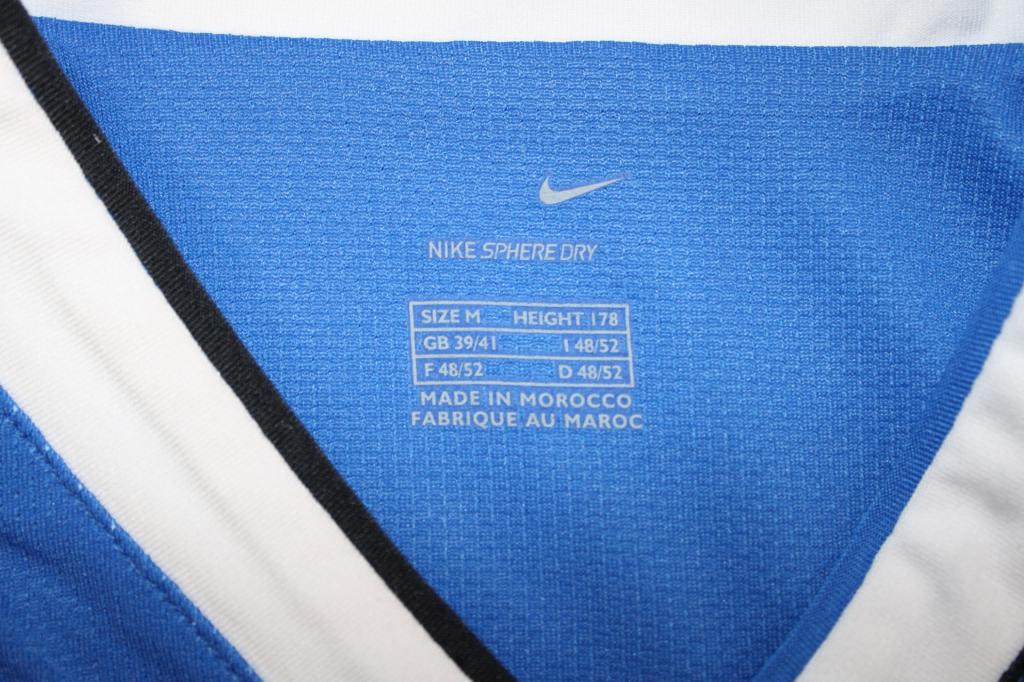 NIKE SPHERE DRY
SIZE M HEIGHT 178
GB 39/41 I 48/52
F 48/52 D 48/52
MADE IN MOROCCO
FABRIQUE AU MAROC